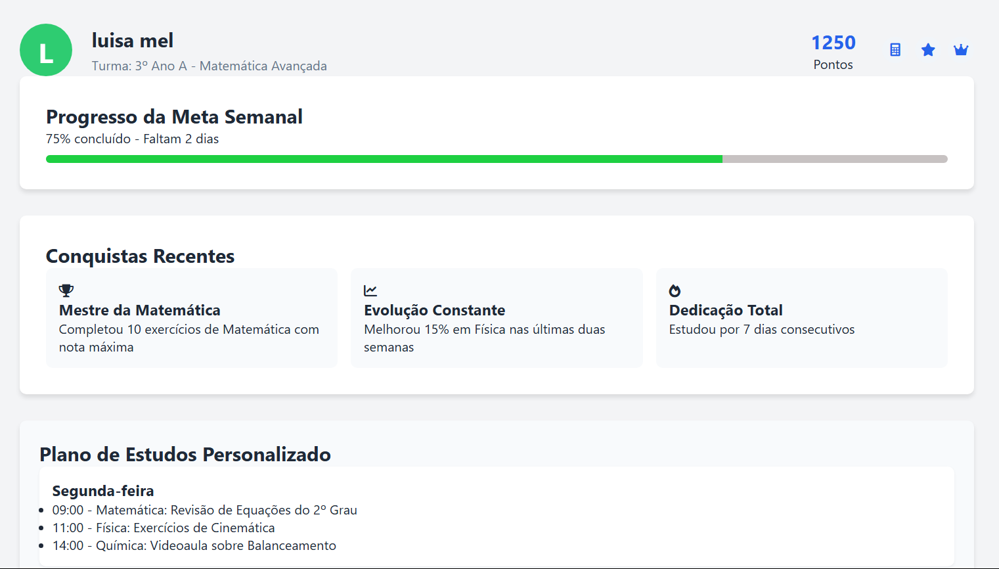 L
luisa mel
Turma: 3º Ano A - Matemática Avançada
1250
Pontos
Progresso da Meta Semanal
75% concluído - Faltam 2 dias
Conquistas Recentes
Mestre da Matemática
Completou 10 exercícios de Matemática com
nota máxima
Evolução Constante
Melhorou 15% em Física nas últimas duas
semanas
Dedicação Total
Estudou por 7 dias consecutivos
Plano de Estudos Personalizado
Segunda-feira
09:00 - Matemática: Revisão de Equações do 2º Grau
11:00 - Física: Exercícios de Cinemática
14:00 - Química: Videoaula sobre Balanceamento